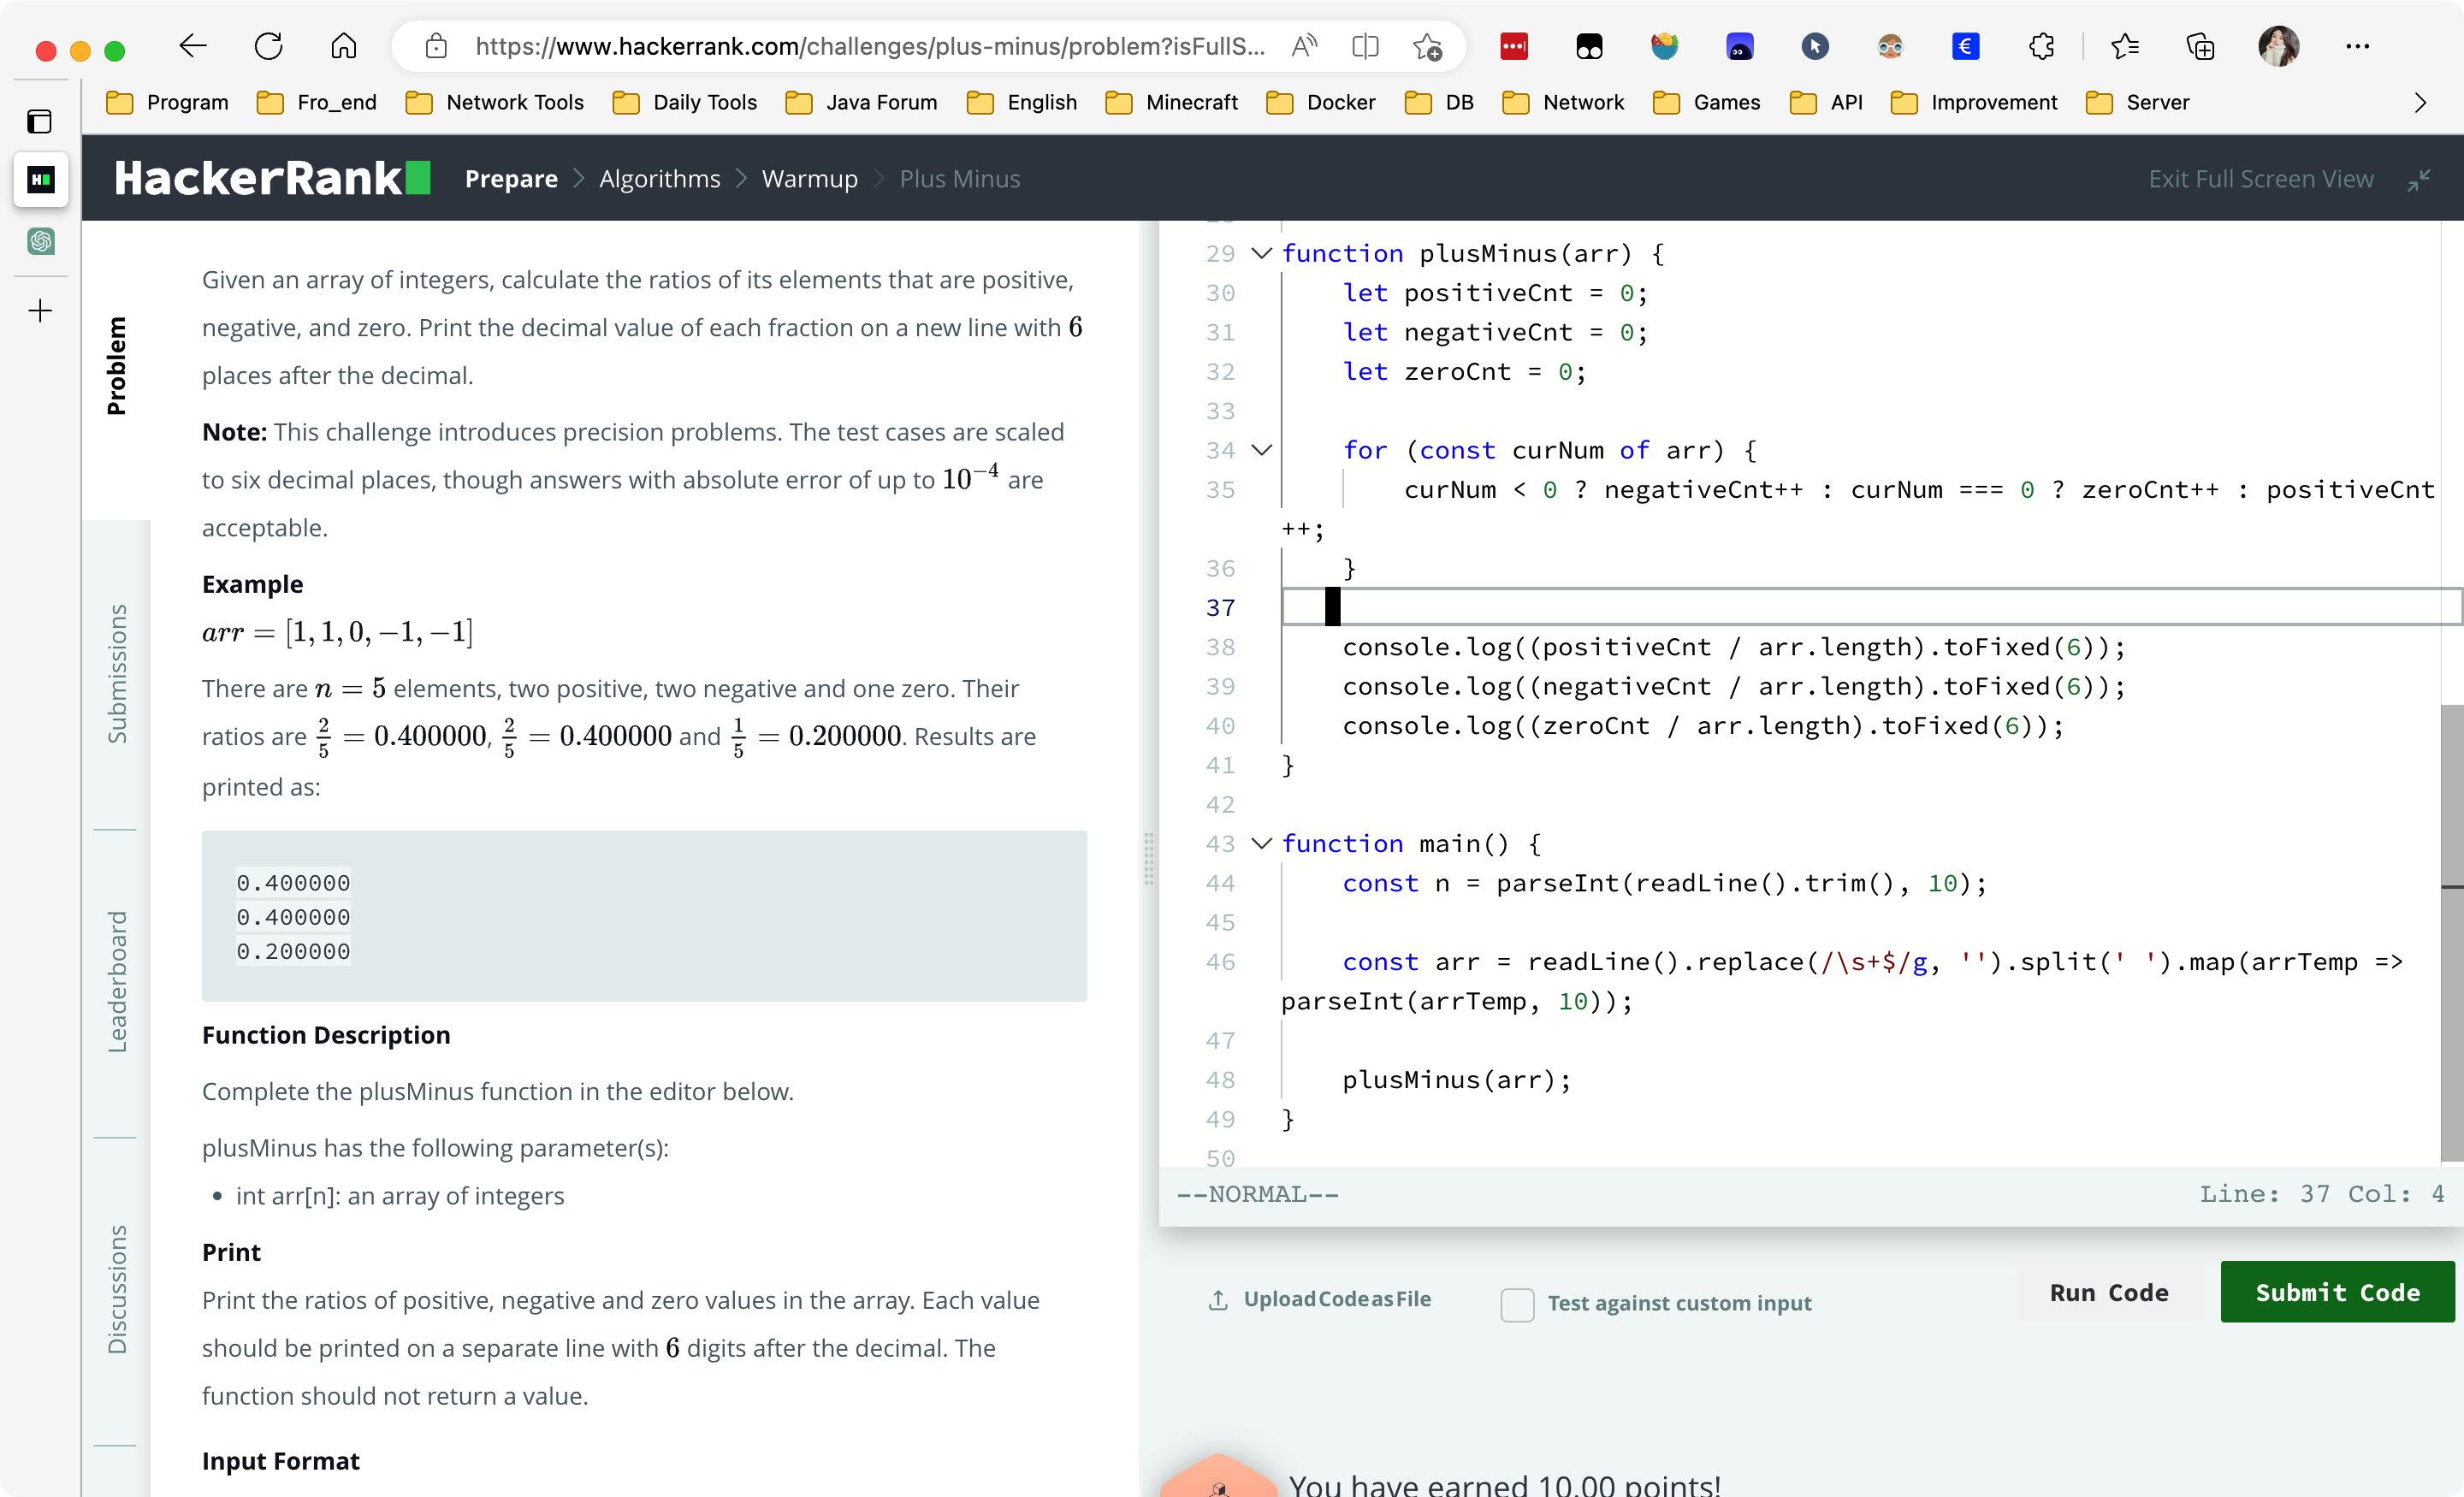 https://www.hackerrank.com/challenges/plus-minus/problem?isFullS...
Program
Fro_end
Network Tools
Daily Tools
Java Forum
English
Minecraft
Docker
DB
Network
Games
API
Improvement
Server
HackerRank
Prepare > Algorithms > Warmup > Plus Minus
Exit Full Screen View
Problem
Submissions
Leaderboard
Discussions
Given an array of integers, calculate the ratios of its elements that are positive,
negative, and zero. Print the decimal value of each fraction on a new line with 6
places after the decimal.
Note: This challenge introduces precision problems. The test cases are scaled
to six decimal places, though answers with absolute error of up to 10⁻⁴ are
acceptable.
Example
arr = [1, 1, 0, −1, −1]
There are n = 5 elements, two positive, two negative and one zero. Their
ratios are 2/5 = 0.400000, 2/5 = 0.400000 and 1/5 = 0.200000. Results are
printed as:
0.400000
0.400000
0.200000
Function Description
Complete the plusMinus function in the editor below.
plusMinus has the following parameter(s):
• int arr[n]: an array of integers
Print
Print the ratios of positive, negative and zero values in the array. Each value
should be printed on a separate line with 6 digits after the decimal. The
function should not return a value.
Input Format
29 function plusMinus(arr) {
30     let positiveCnt = 0;
31     let negativeCnt = 0;
32     let zeroCnt = 0;
33
34     for (const curNum of arr) {
35         curNum < 0 ? negativeCnt++ : curNum === 0 ? zeroCnt++ : positiveCnt
++;
36     }
37
38     console.log((positiveCnt / arr.length).toFixed(6));
39     console.log((negativeCnt / arr.length).toFixed(6));
40     console.log((zeroCnt / arr.length).toFixed(6));
41 }
42
43 function main() {
44     const n = parseInt(readLine().trim(), 10);
45
46     const arr = readLine().replace(/\s+$/g, '').split(' ').map(arrTemp =>
parseInt(arrTemp, 10));
47
48     plusMinus(arr);
49 }
50
--NORMAL--
Line: 37 Col: 4
Upload Code as File
Test against custom input
Run Code
Submit Code
You have earned 10.00 points!